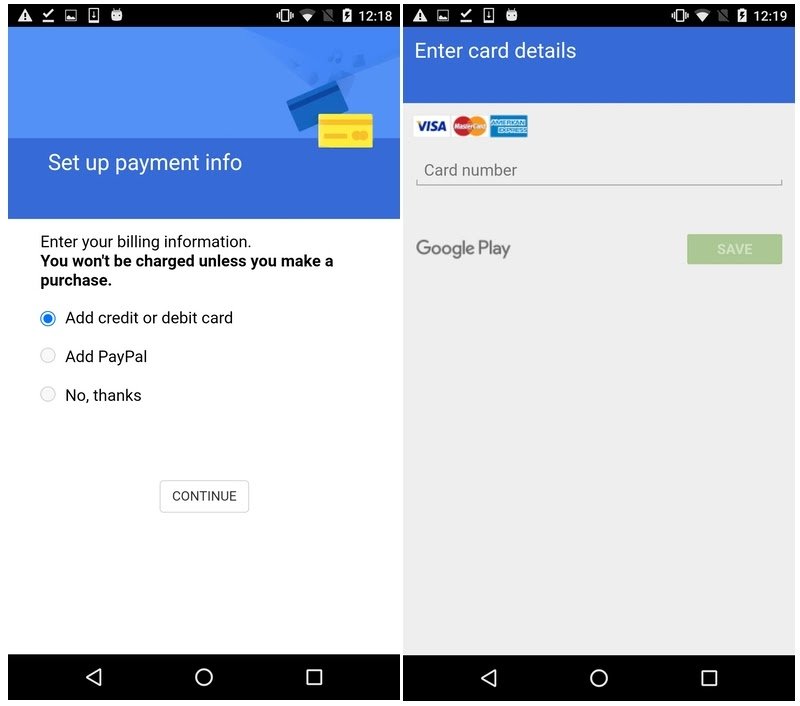 12:18
Set up payment info
Enter your billing information.
You won't be charged unless you make a
purchase.
Add credit or debit card
Add PayPal
No, thanks
CONTINUE
12:19
Enter card details
VISA MasterCard AMERICAN
EXPRESS
Card number
Google Play SAVE